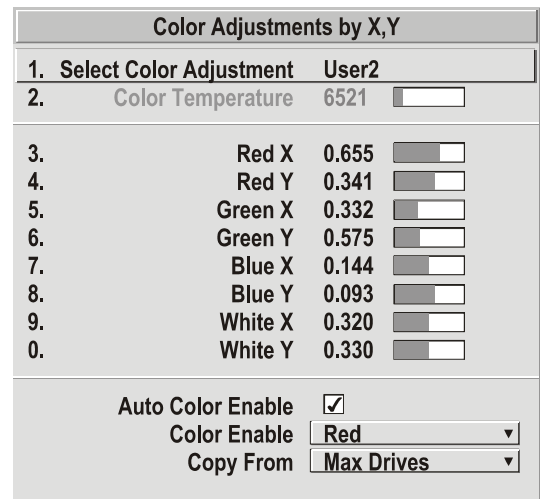 Color Adjustments by X,Y
1. Select Color Adjustment User2
2. Color Temperature 6521
3. Red X 0.655
4. Red Y 0.341
5. Green X 0.332
6. Green Y 0.575
7. Blue X 0.144
8. Blue Y 0.093
9. White X 0.320
0. White Y 0.330
Auto Color Enable
Color Enable Red
Copy From Max Drives